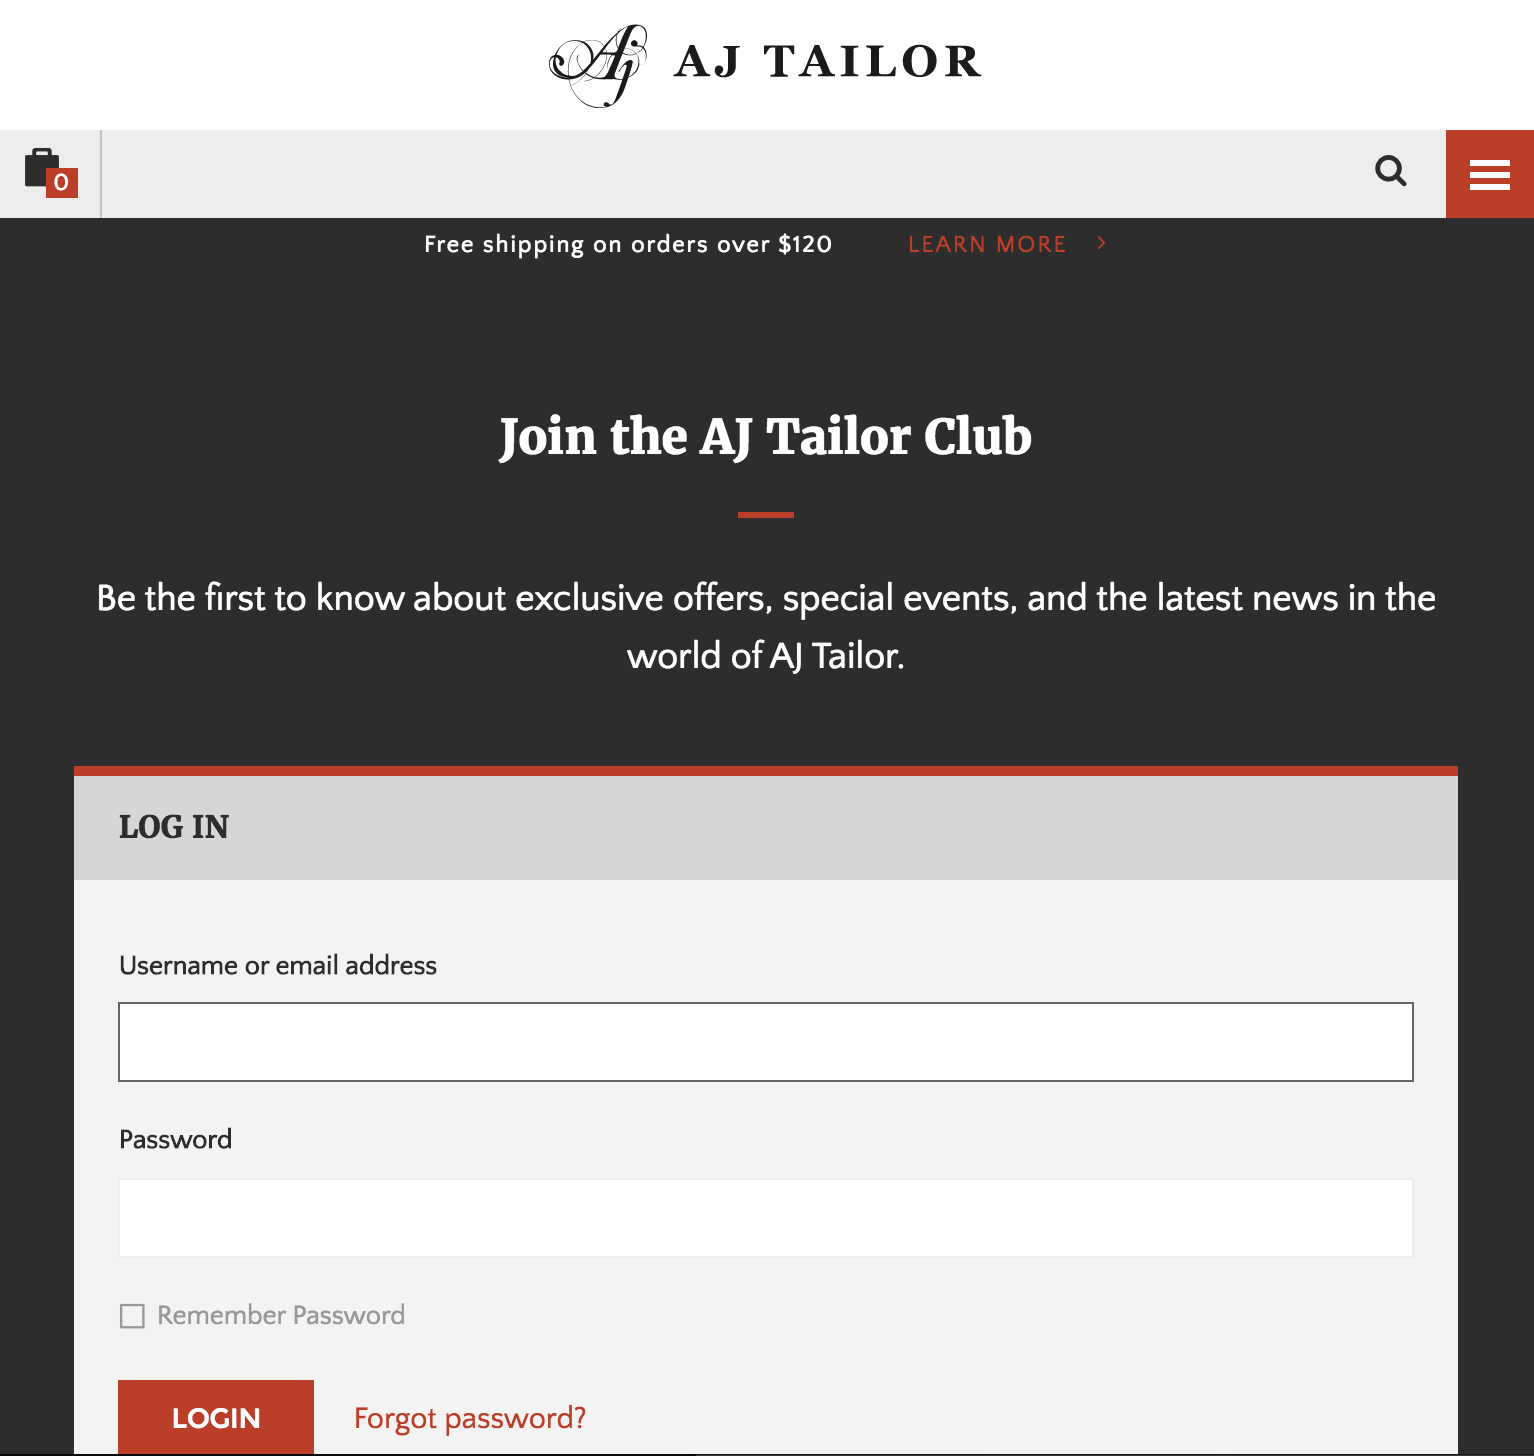 Aj AJ TAILOR
0
Free shipping on orders over $120 LEARN MORE >
Join the AJ Tailor Club
Be the first to know about exclusive offers, special events, and the latest news in the
world of AJ Tailor.
LOG IN
Username or email address
Password
Remember Password
LOGIN Forgot password?